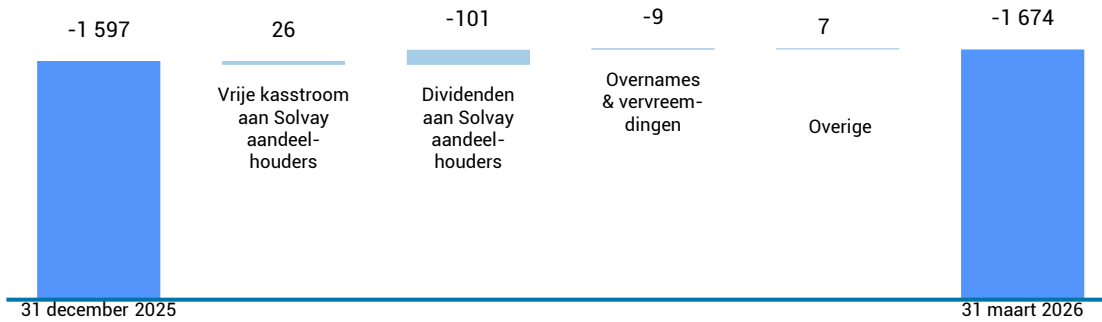 -1 597
26
-101
-9
7
-1 674
Vrije kasstroom
aan Solvay
aandeel-
houders
Dividenden
aan Solvay
aandeel-
houders
Overnames
& vervreem-
dingen
Overige
31 december 2025
31 maart 2026